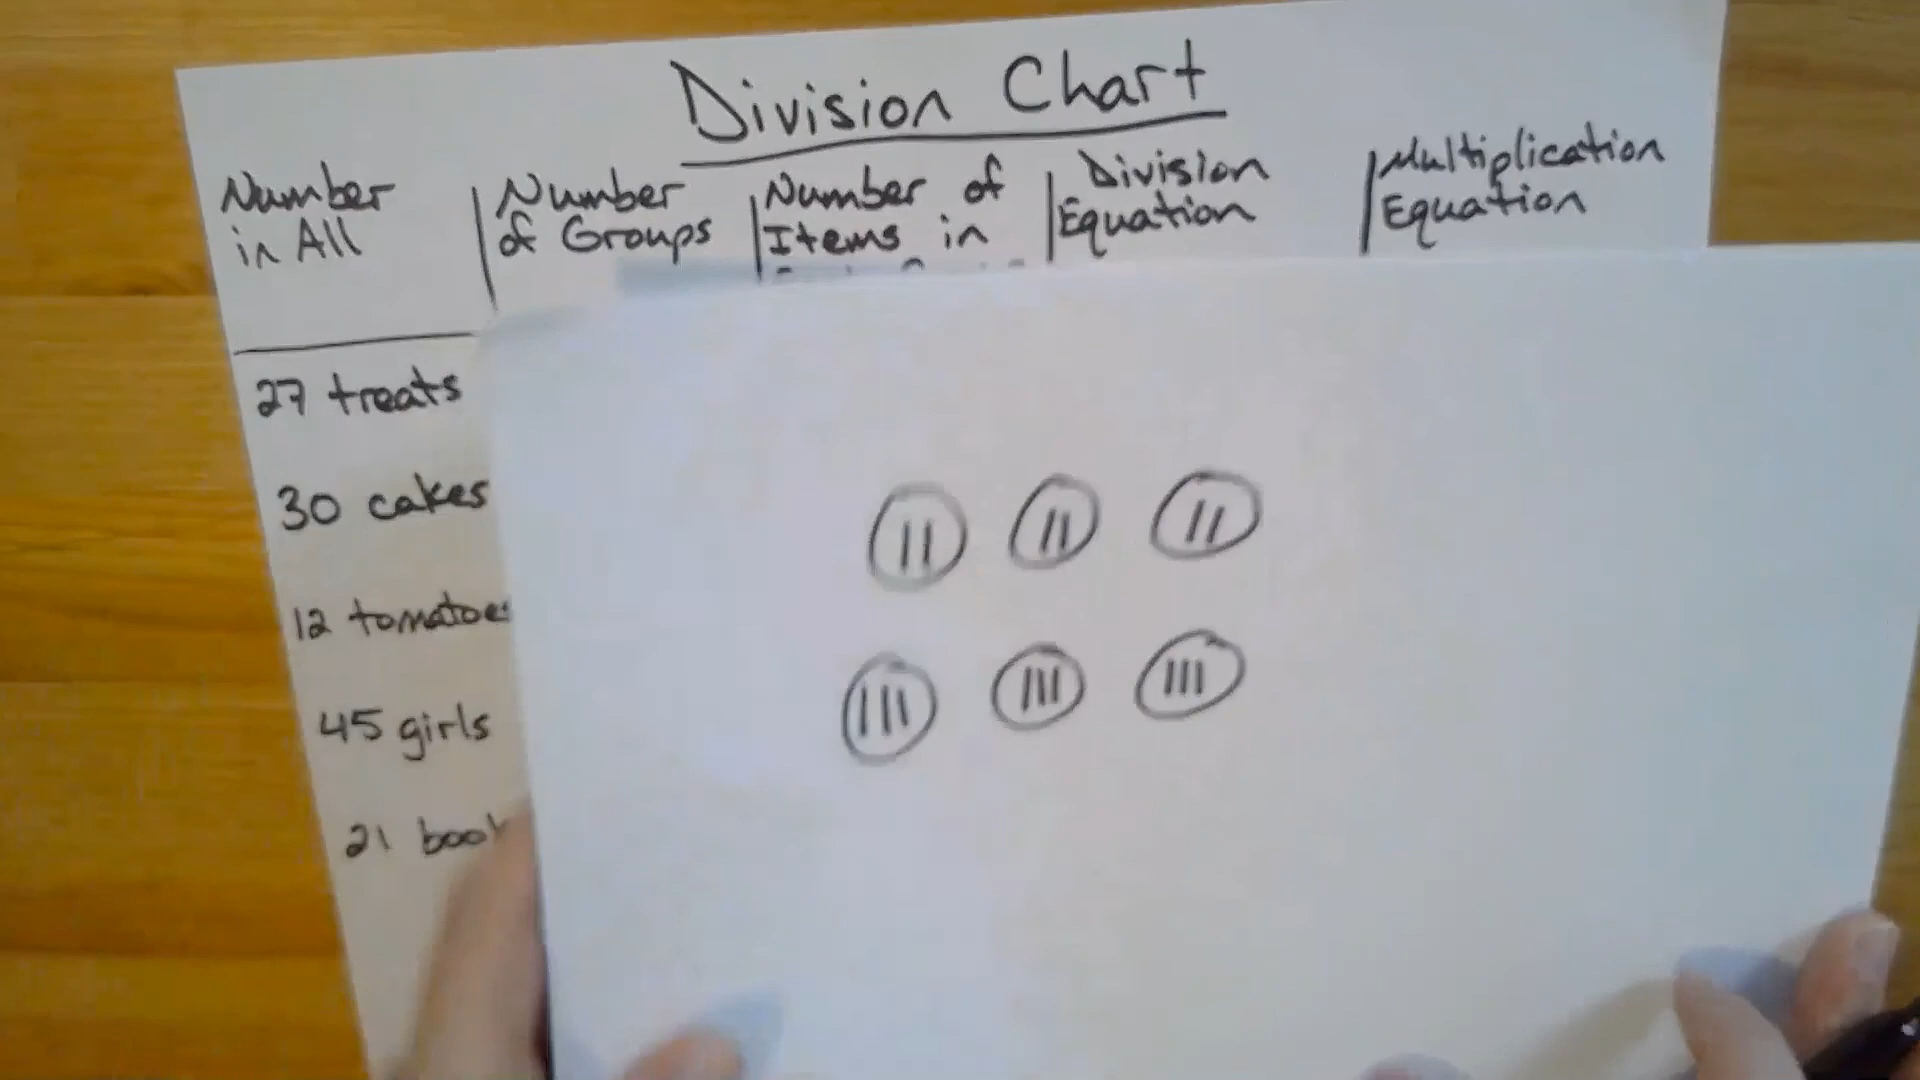 Division Chart
Number
in All
Number
of Groups
Number of
Items in
Division
Equation
Multiplication
Equation
27 treats
30 cakes
12 tomatoes
45 girls
21